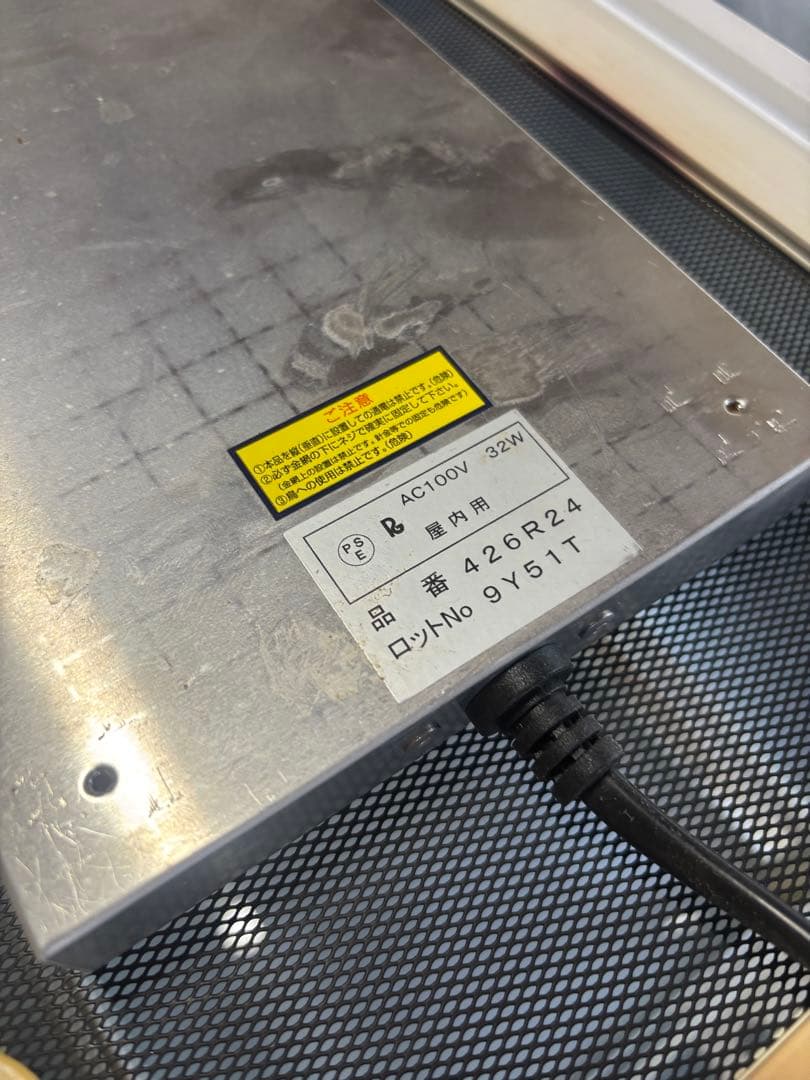 ご注意
①本品を縦(垂直)に設置しての通電は禁止です。(危険)
②必ず金網の下にネジで確実に固定して下さい。
(金網上の設置は禁止です。針金等での固定も危険です)
③鳥への使用は禁止です。(危険)
AC100V 32W
PSE
屋内用
品番 426R24
ロットNo 9Y51T